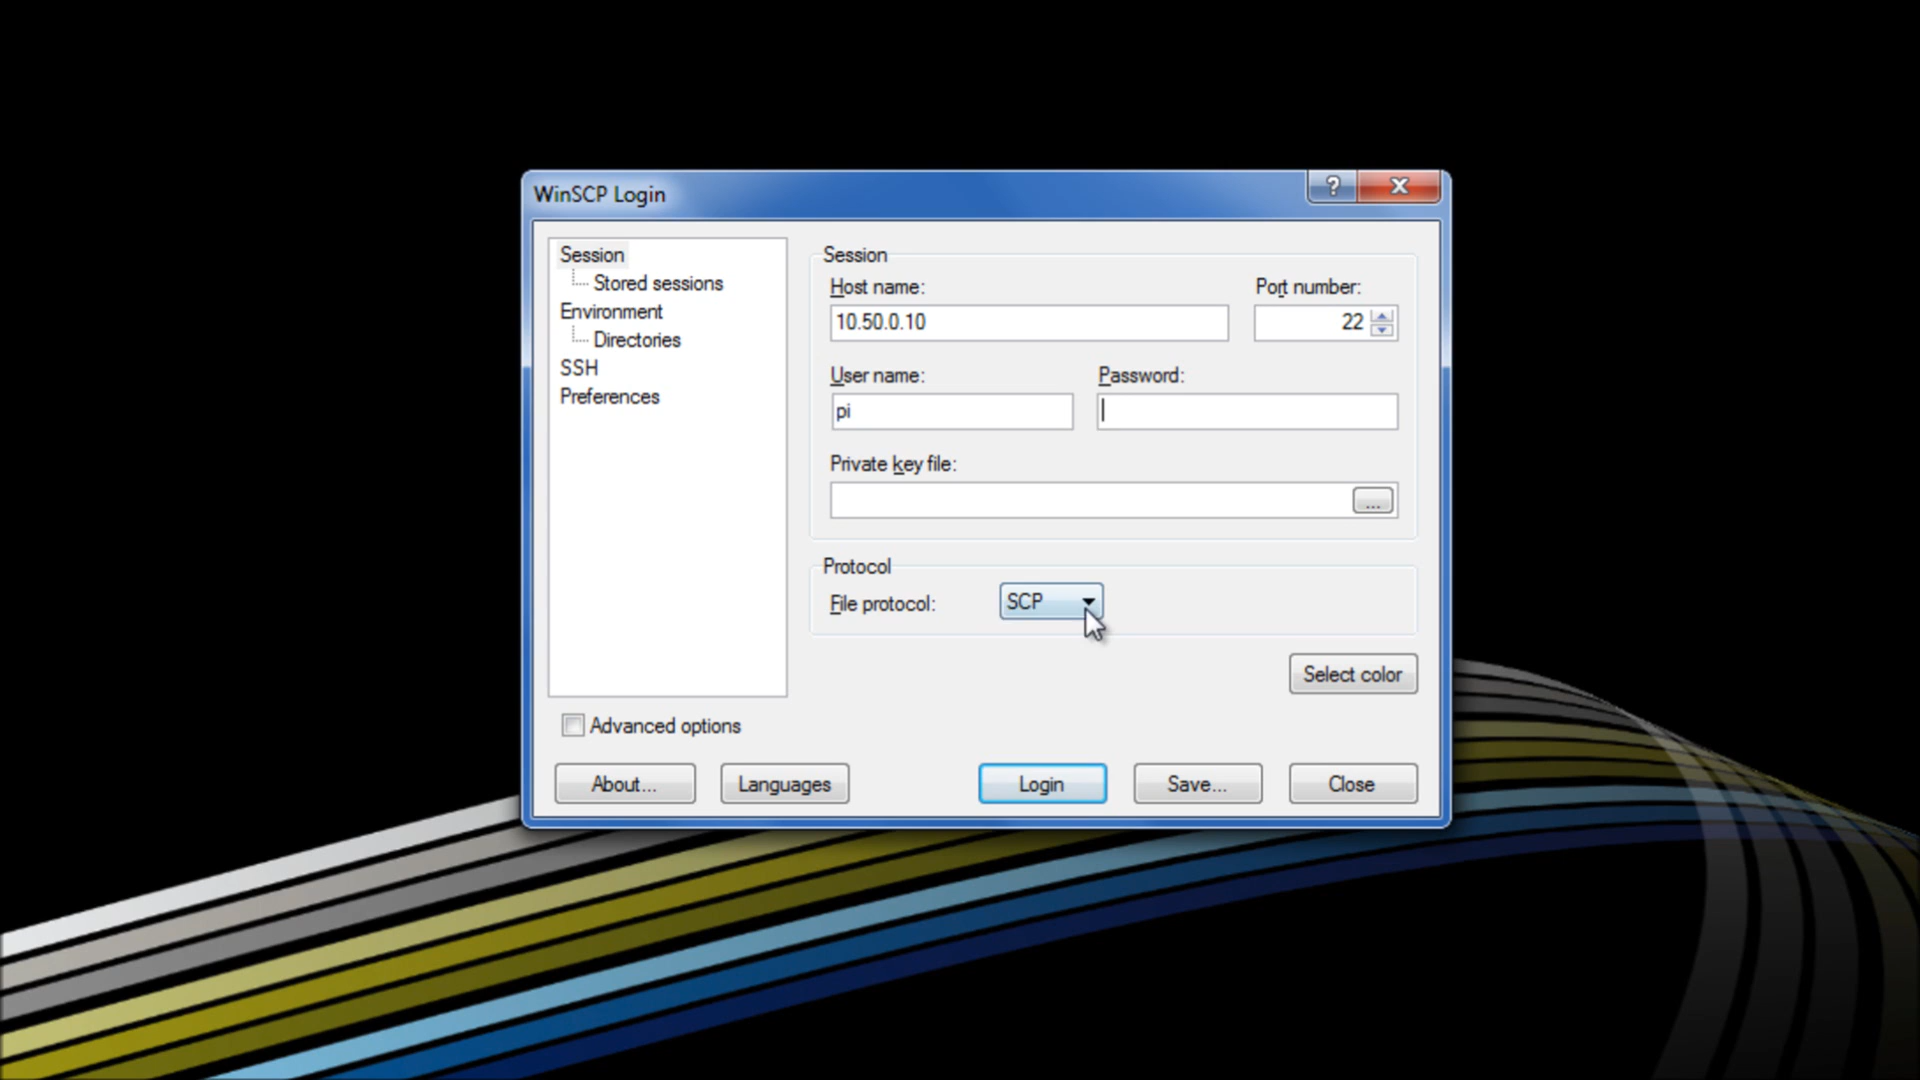 WinSCP Login
?
Session
Stored sessions
Environment
Directories
SSH
Preferences
Session
Host name:
Port number:
10.50.0.10
22
User name:
Password:
pi
Private key file:
...
Protocol
File protocol:
SCP
Select color
Advanced options
About...
Languages
Login
Save...
Close